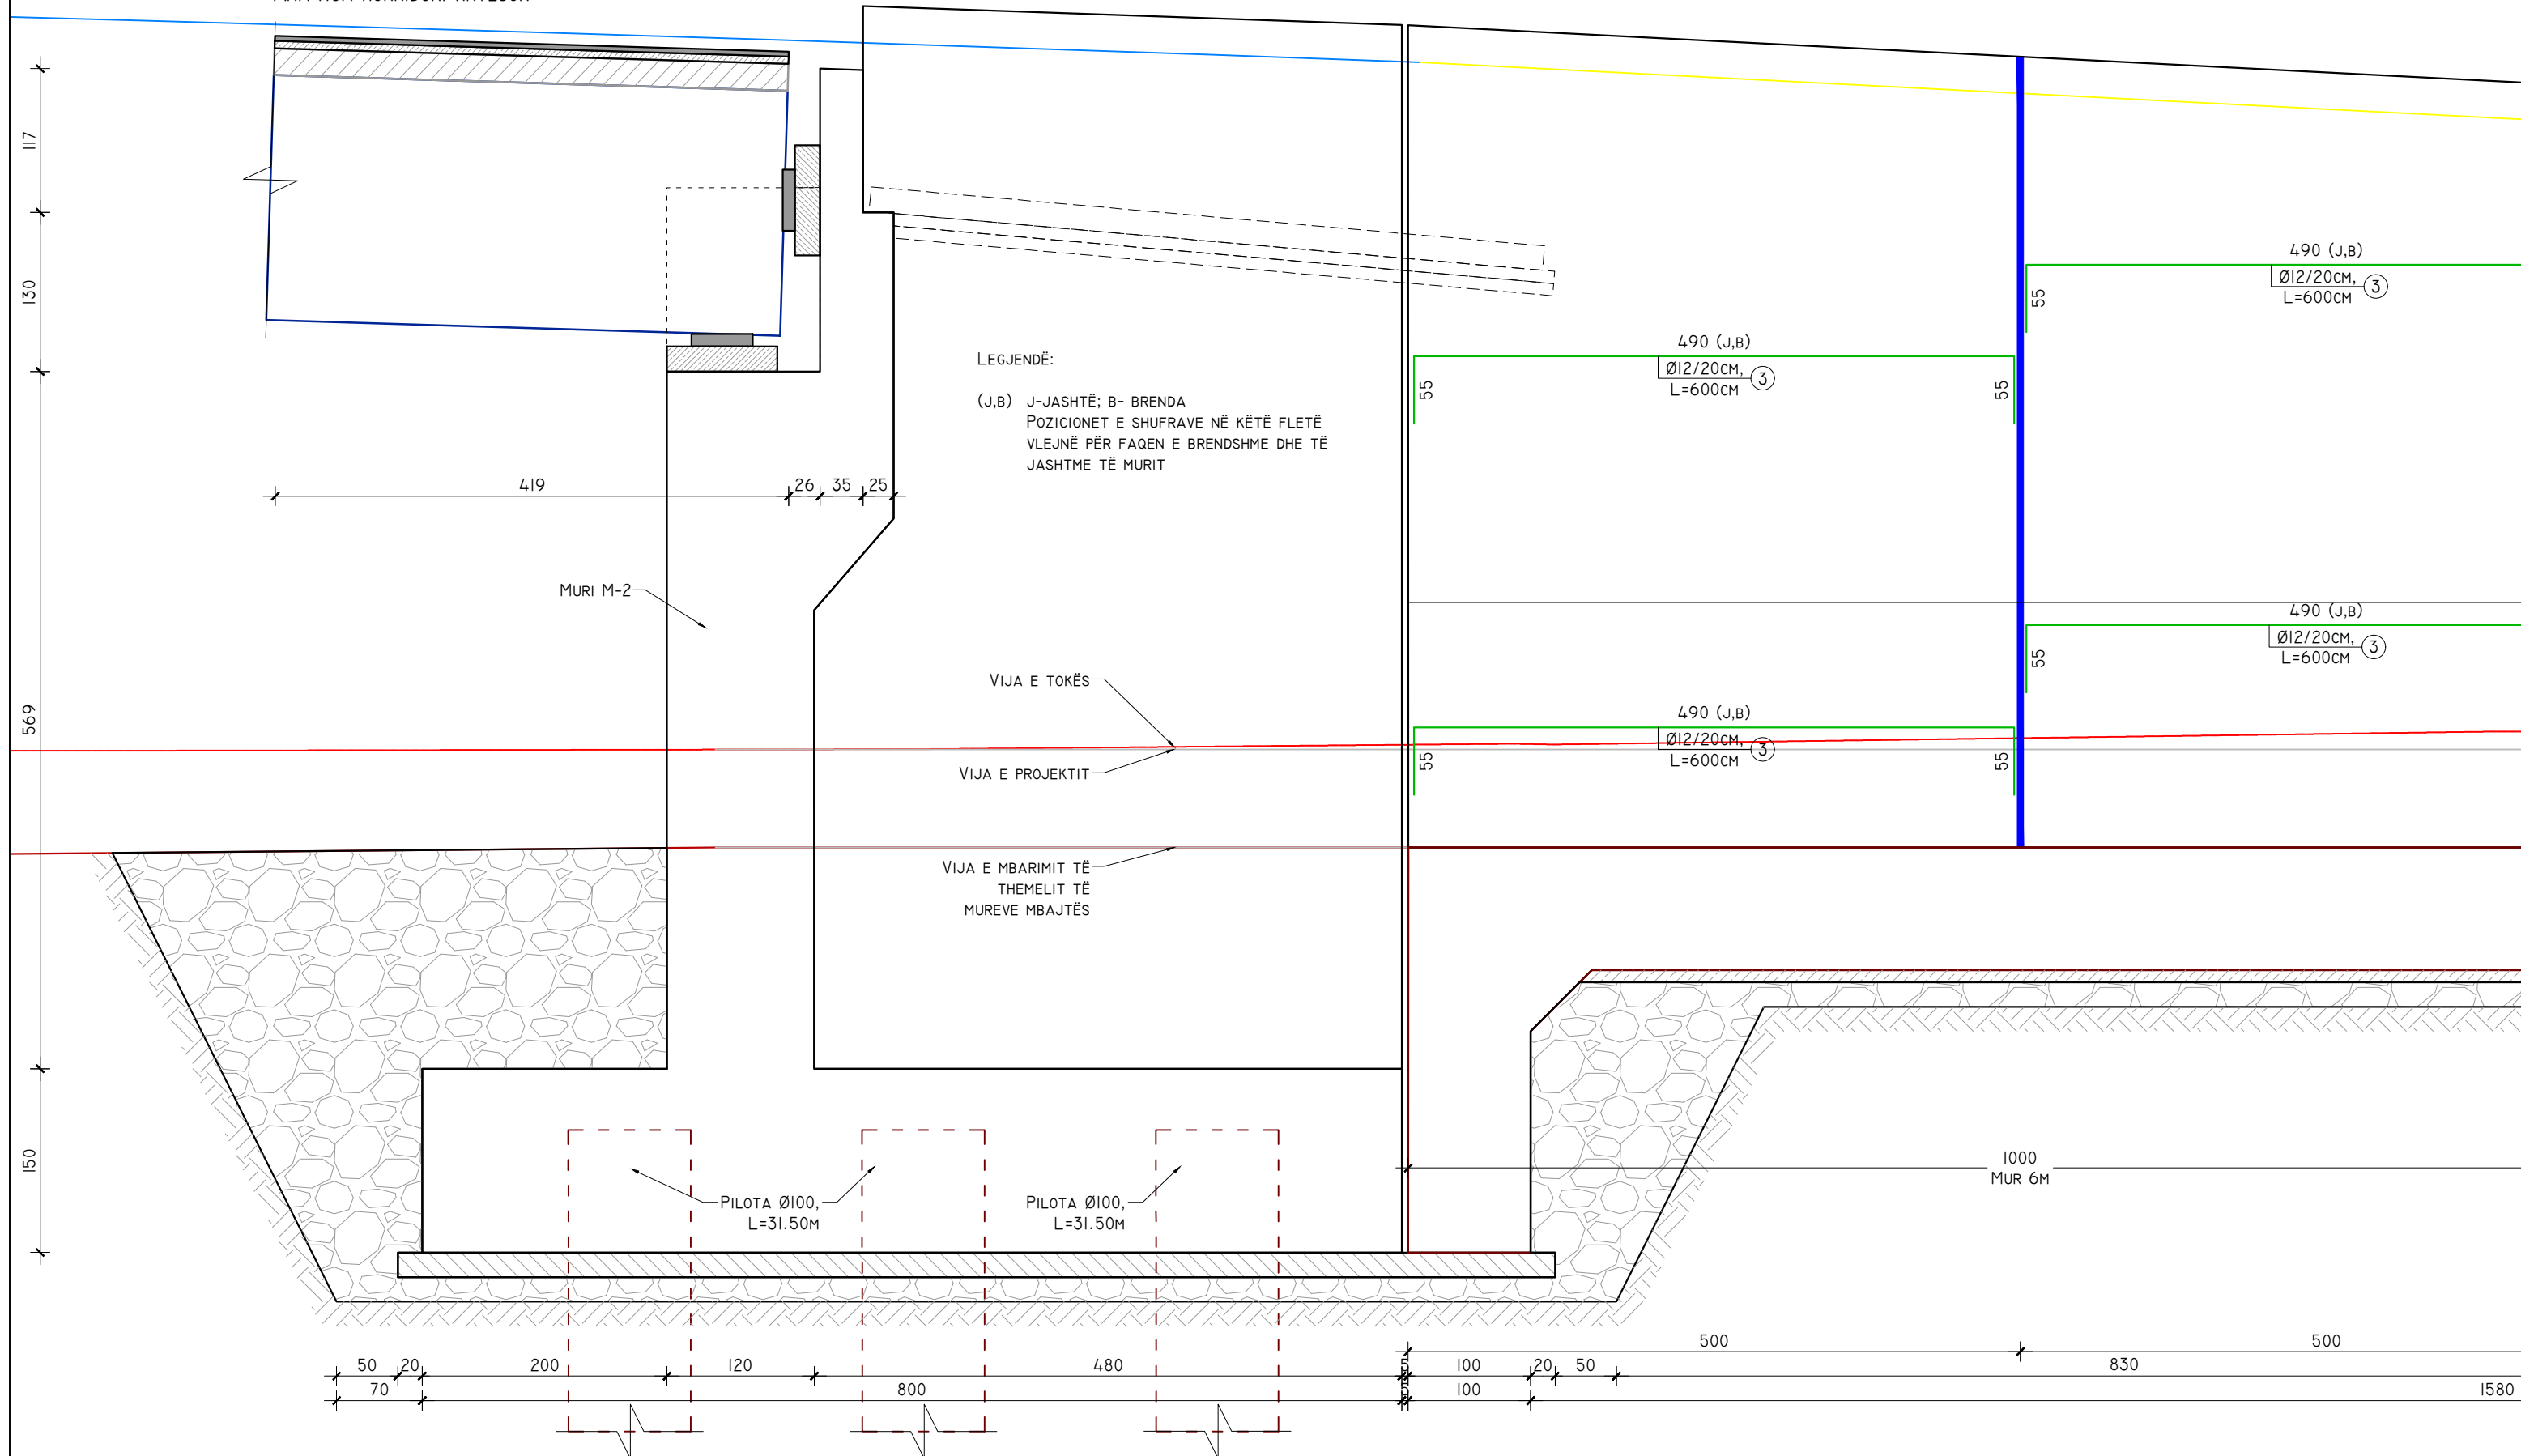 117
130
569
150
419
26
35
25
LEGJENDË:
(J,B) J-JASHTË; B- BRENDA
POZICIONET E SHUFRAVE NË KËTË FLETË
VLEJNË PËR FAQEN E BRENDSHME DHE TË
JASHTME TË MURIT
MURI M-2
VIJA E TOKËS
VIJA E PROJEKTIT
VIJA E MBARIMIT TË
THEMELIT TË
MUREVE MBAJTËS
490 (J,B)
Ø12/20CM,
L=600CM
3
55
55
490 (J,B)
Ø12/20CM,
L=600CM
3
55
490 (J,B)
Ø12/20CM,
L=600CM
3
55
490 (J,B)
Ø12/20CM,
L=600CM
3
55
55
PILOTA Ø100,
L=31.50M
PILOTA Ø100,
L=31.50M
1000
MUR 6M
500
500
50
20
200
120
480
5
100
20
50
830
70
800
5
100
1580